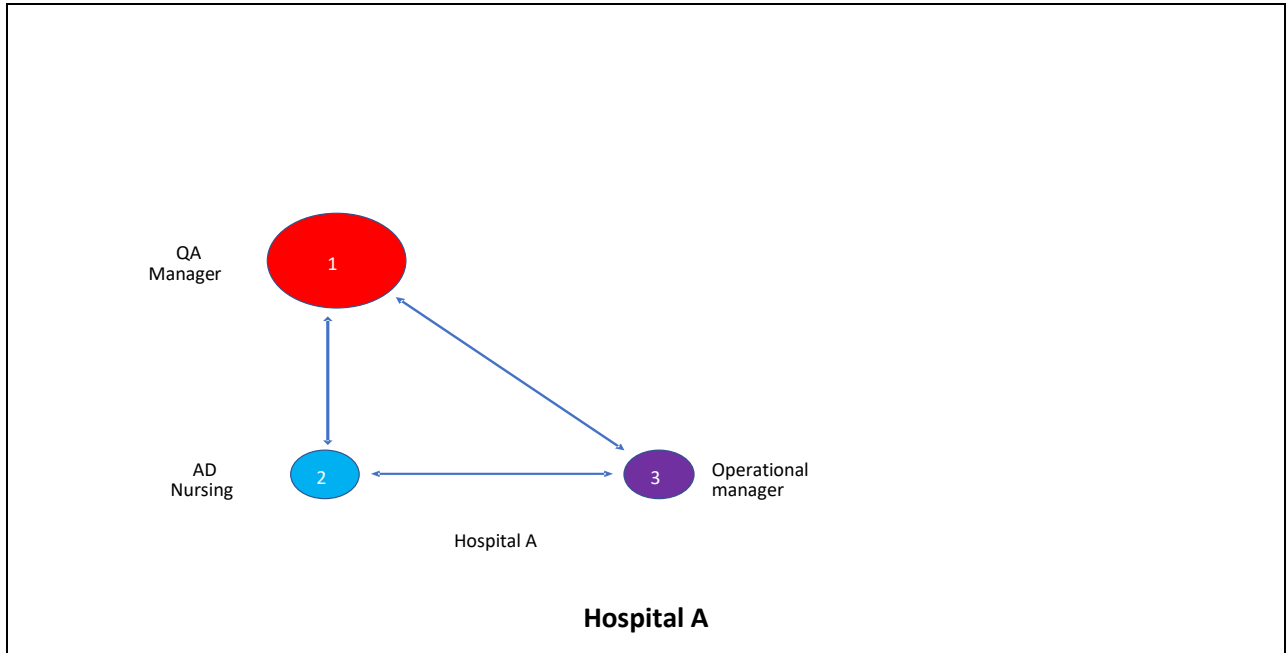 QA
Manager
1
AD
Nursing
2
3
Operational
manager
Hospital A
Hospital A